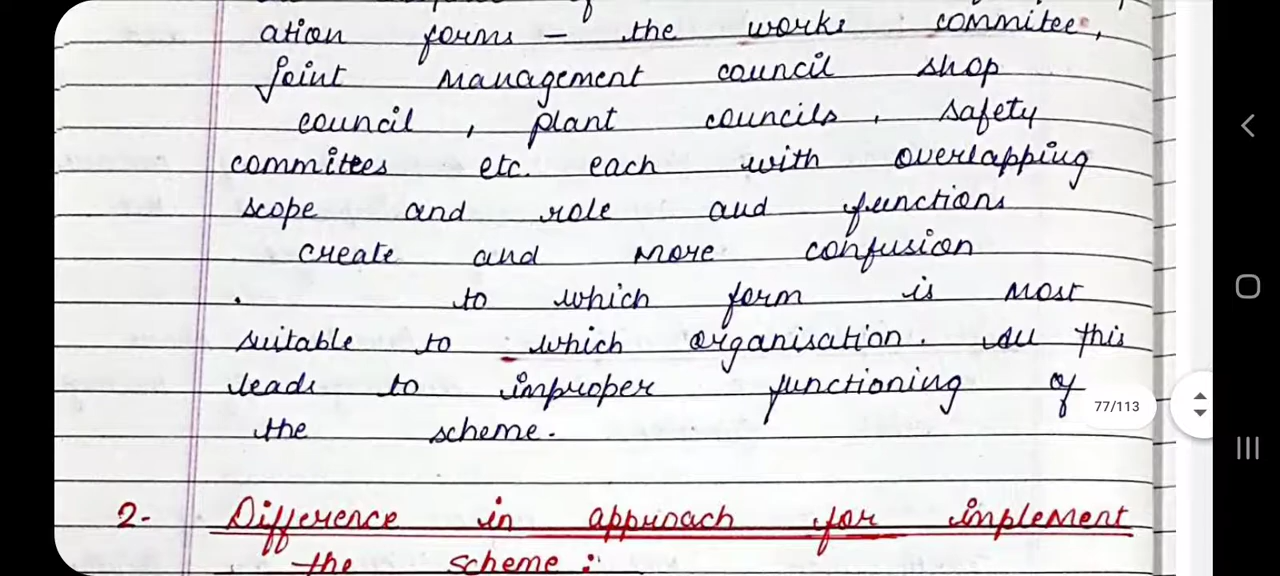 ation forms - the works commitee,
Joint Management council shop
council, plant councils, safety
commitees etc. each with overlapping
scope and role and functions
create and more confusion
to which form is most
suitable to which organisation. All this
leads to improper functioning of
77/113
the scheme.
2- Difference in approach for implement
the scheme :